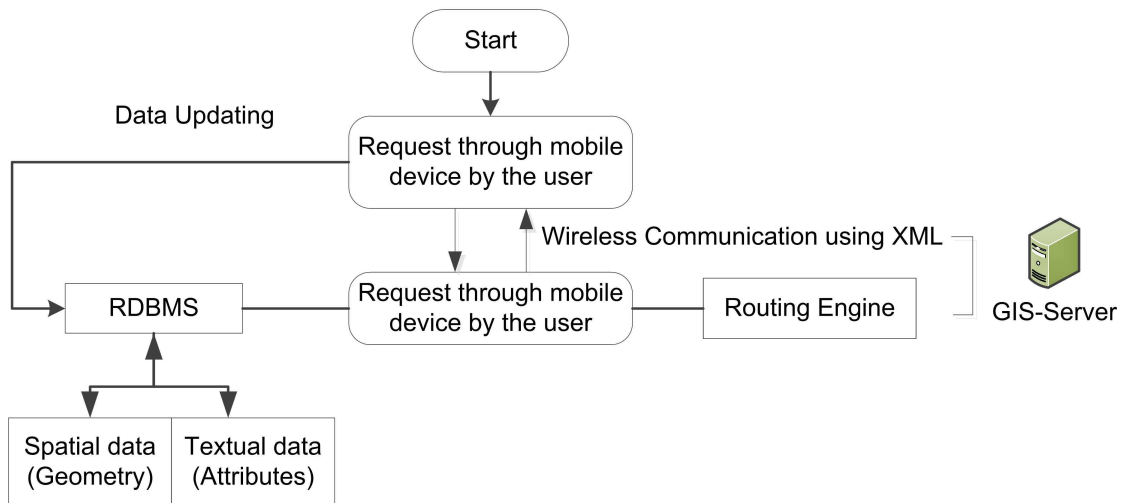 Start
Data Updating
Request through mobile
device by the user
Wireless Communication using XML
RDBMS
Request through mobile
device by the user
Routing Engine
GIS-Server
Spatial data
(Geometry)
Textual data
(Attributes)